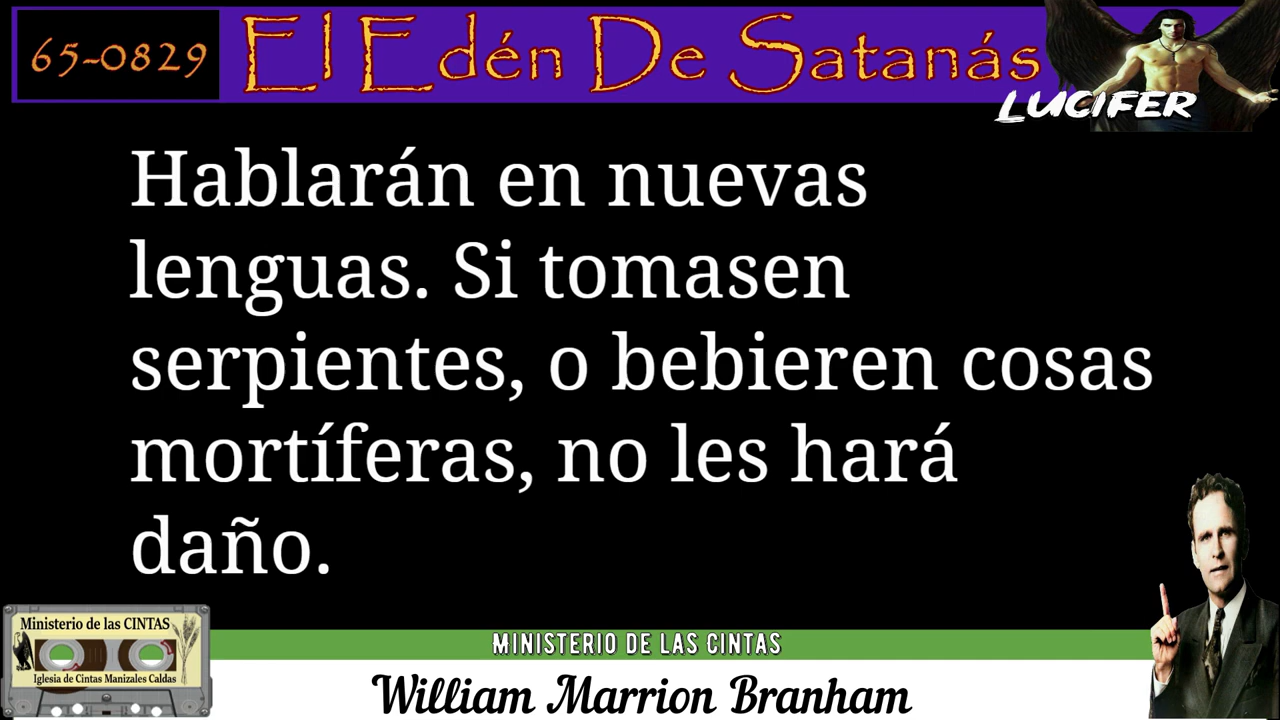 65-0829
El Edén De Satanás
LUCIFER
Hablarán en nuevas
lenguas. Si tomasen
serpientes, o bebieren cosas
mortíferas, no les hará
daño.
Ministerio de las CINTAS
Iglesia de Cintas Manizales Caldas
MINISTERIO DE LAS CINTAS
William Marrion Branham